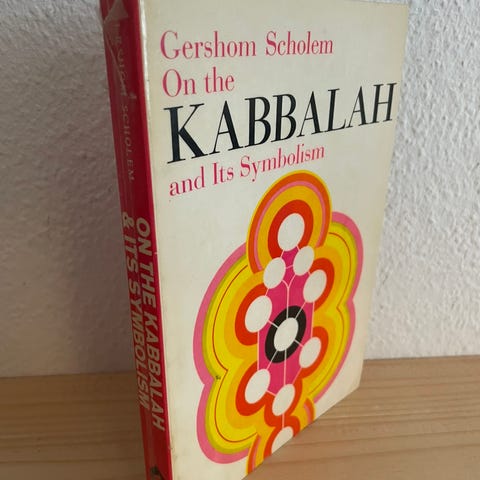 Gershom Scholem
On the
KABBALAH
and Its Symbolism
SCHOLEM
ON THE KABBALAH
& ITS SYMBOLISM